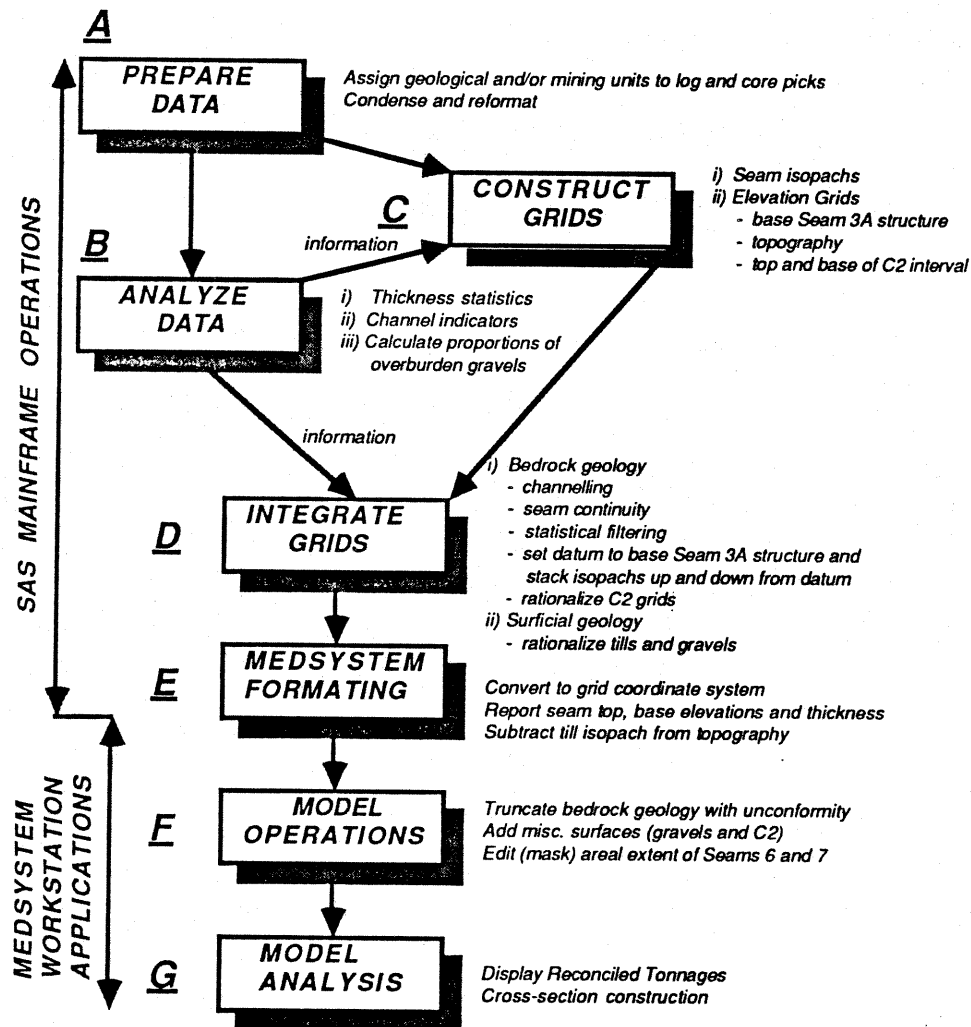 A
PREPARE
DATA
Assign geological and/or mining units to log and core picks
Condense and reformat
C
CONSTRUCT
GRIDS
i) Seam isopachs
ii) Elevation Grids
- base Seam 3A structure
- topography
- top and base of C2 interval
B
information
ANALYZE
DATA
i) Thickness statistics
ii) Channel indicators
iii) Calculate proportions of
overburden gravels
information
SAS MAINFRAME OPERATIONS
D
INTEGRATE
GRIDS
i) Bedrock geology
- channelling
- seam continuity
- statistical filtering
- set datum to base Seam 3A structure and
stack isopachs up and down from datum
- rationalize C2 grids
ii) Surficial geology
- rationalize tills and gravels
E
MEDSYSTEM
FORMATING
Convert to grid coordinate system
Report seam top, base elevations and thickness
Subtract till isopach from topography
MEDSYSTEM
WORKSTATION
APPLICATIONS
F
MODEL
OPERATIONS
Truncate bedrock geology with unconformity
Add misc. surfaces (gravels and C2)
Edit (mask) areal extent of Seams 6 and 7
G
MODEL
ANALYSIS
Display Reconciled Tonnages
Cross-section construction